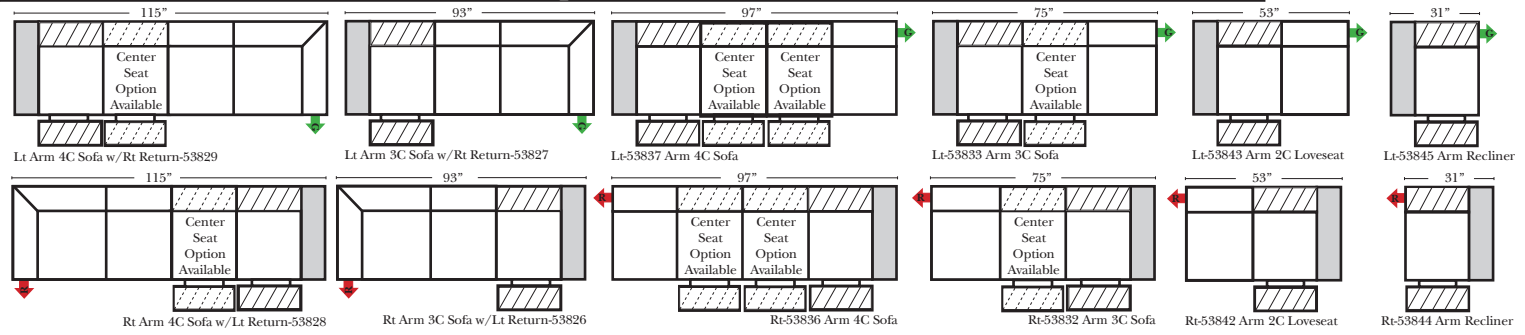 115”
93”
97”
75”
53”
31”
G
G
G
G
Center
Seat
Option
Available
Center
Seat
Option
Available
Center
Seat
Option
Available
Center
Seat
Option
Available
G
G
Lt Arm 4C Sofa w/Rt Return-53829
Lt Arm 3C Sofa w/Rt Return-53827
Lt-53837 Arm 4C Sofa
Lt-53833 Arm 3C Sofa
Lt-53843 Arm 2C Loveseat
Lt-53845 Arm Recliner
115”
93”
97”
75”
53”
31”
R
R
R
R
Center
Seat
Option
Available
Center
Seat
Option
Available
Center
Seat
Option
Available
Center
Seat
Option
Available
R
R
Rt Arm 4C Sofa w/Lt Return-53828
Rt Arm 3C Sofa w/Lt Return-53826
Rt-53836 Arm 4C Sofa
Rt-53832 Arm 3C Sofa
Rt-53842 Arm 2C Loveseat
Rt-53844 Arm Recliner